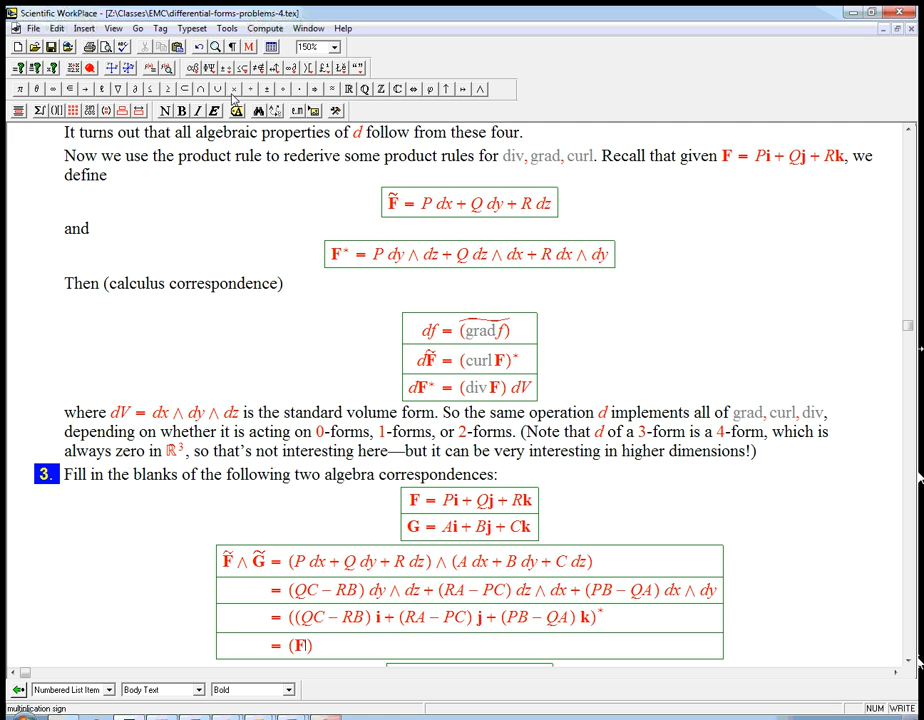 Scientific WorkPlace - [Z:\Classes\EMC\differential-forms-problems-4.tex]
File Edit Insert View Go Tag Typeset Tools Compute Window Help
150%
It turns out that all algebraic properties of d follow from these four.
Now we use the product rule to rederive some product rules for div, grad, curl. Recall that given F = Pi + Qj + Rk, we
define
F̃ = P dx + Q dy + R dz
and
F* = P dy ∧ dz + Q dz ∧ dx + R dx ∧ dy
Then (calculus correspondence)
df = (grad f)~
dF̃ = (curl F)*
dF* = (div F) dV
where dV = dx ∧ dy ∧ dz is the standard volume form. So the same operation d implements all of grad, curl, div,
depending on whether it is acting on 0-forms, 1-forms, or 2-forms. (Note that d of a 3-form is a 4-form, which is
always zero in ℝ³, so that's not interesting here—but it can be very interesting in higher dimensions!)
3. Fill in the blanks of the following two algebra correspondences:
F = Pi + Qj + Rk
G = Ai + Bj + Ck
F̃ ∧ G̃ = (P dx + Q dy + R dz) ∧ (A dx + B dy + C dz)
= (QC − RB) dy ∧ dz + (RA − PC) dz ∧ dx + (PB − QA) dx ∧ dy
= ((QC − RB) i + (RA − PC) j + (PB − QA) k)*
= (F)
Numbered List Item Body Text Bold
multiplication sign NUM WRITE